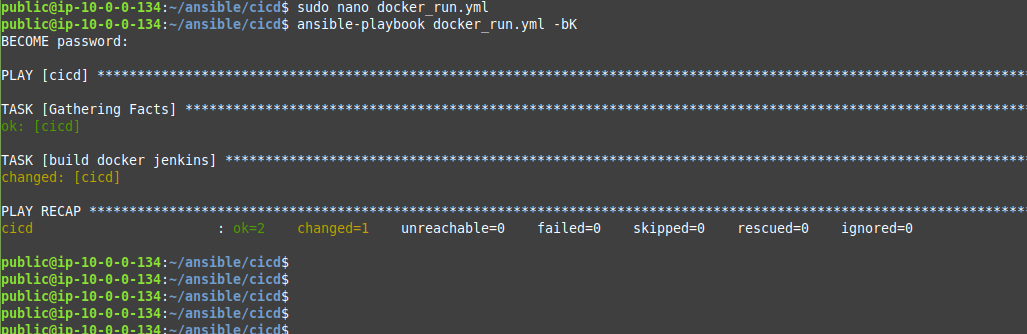 public@ip-10-0-0-134:~/ansible/cicd$ sudo nano docker_run.yml
public@ip-10-0-0-134:~/ansible/cicd$ ansible-playbook docker_run.yml -bK
BECOME password:
PLAY [cicd] *********************************************************************************************************************
TASK [Gathering Facts] **********************************************************************************************************
ok: [cicd]
TASK [build docker jenkins] *****************************************************************************************************
changed: [cicd]
PLAY RECAP **********************************************************************************************************************
cicd                       : ok=2    changed=1    unreachable=0    failed=0    skipped=0    rescued=0    ignored=0
public@ip-10-0-0-134:~/ansible/cicd$
public@ip-10-0-0-134:~/ansible/cicd$
public@ip-10-0-0-134:~/ansible/cicd$
public@ip-10-0-0-134:~/ansible/cicd$
public@ip-10-0-0-134:~/ansible/cicd$